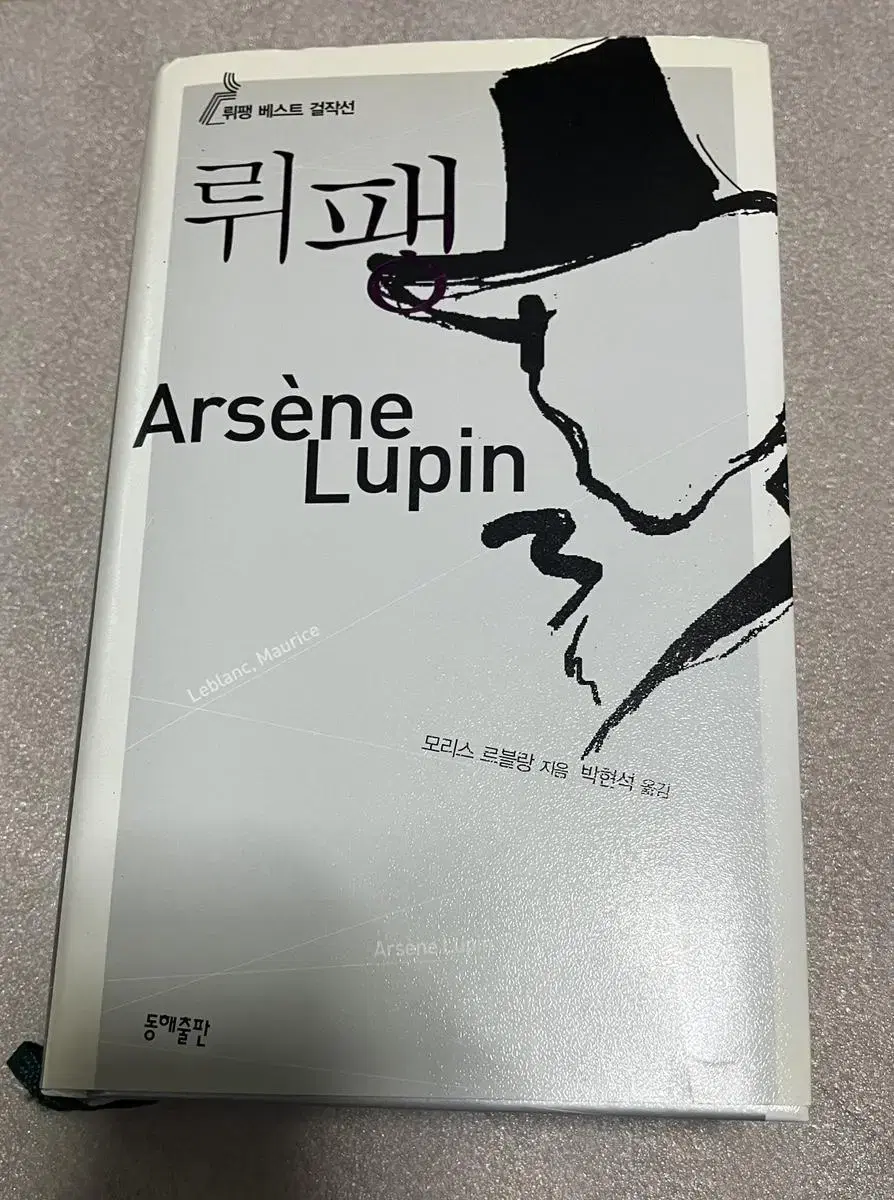 뤼팽 베스트 걸작선
뤼팽
Arsène
Lupin
Leblanc, Maurice
모리스 르블랑 지음 박현석 옮김
Arsène Lupin
동해출판